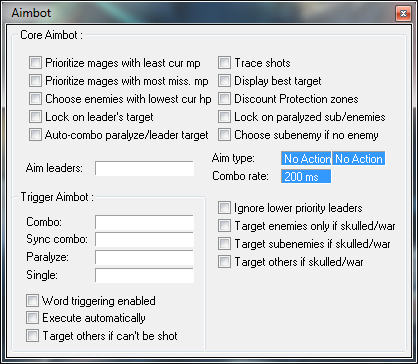 Aimbot
Core Aimbot :
Prioritize mages with least cur mp
Prioritize mages with most miss. mp
Choose enemies with lowest cur hp
Lock on leader's target
Auto-combo paralyze/leader target
Trace shots
Display best target
Discount Protection zones
Lock on paralyzed sub/enemies
Choose subenemy if no enemy
Aim leaders:
Aim type: No Action No Action
Combo rate: 200 ms
Trigger Aimbot :
Combo:
Sync combo:
Paralyze:
Single:
Word triggering enabled
Execute automatically
Target others if can't be shot
Ignore lower priority leaders
Target enemies only if skulled/war
Target subenemies if skulled/war
Target others if skulled/war